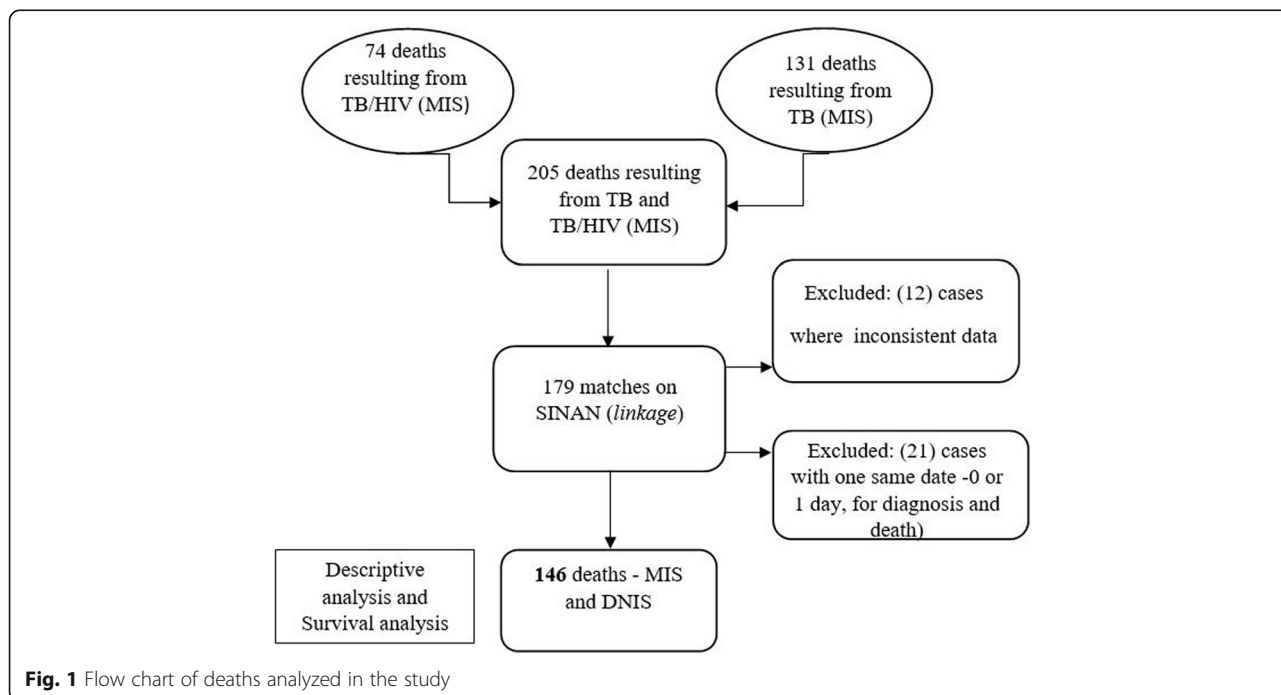 74 deaths
resulting from
TB/HIV (MIS)
131 deaths
resulting from
TB (MIS)
205 deaths resulting
from TB and
TB/HIV (MIS)
Excluded: (12) cases
where inconsistent data
179 matches on
SINAN (linkage)
Excluded: (21) cases
with one same date -0 or
1 day, for diagnosis and
death)
Descriptive
analysis and
Survival analysis
146 deaths - MIS
and DNIS
Fig. 1 Flow chart of deaths analyzed in the study